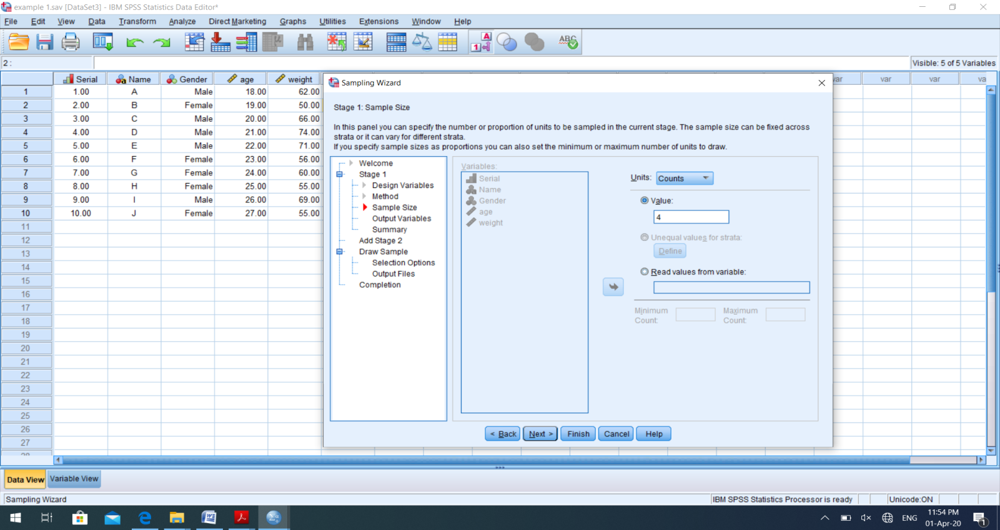 example 1.sav [DataSet3] - IBM SPSS Statistics Data Editor*
File Edit View Data Transform Analyze Direct Marketing Graphs Utilities Extensions Window Help
2 :
Visible: 5 of 5 Variables
Serial Name Gender age weight var var var va
1 1.00 A Male 18.00 62.00
2 2.00 B Female 19.00 50.00
3 3.00 C Male 20.00 66.00
4 4.00 D Male 21.00 74.00
5 5.00 E Male 22.00 71.00
6 6.00 F Female 23.00 56.00
7 7.00 G Female 24.00 60.00
8 8.00 H Female 25.00 55.00
9 9.00 I Male 26.00 69.00
10 10.00 J Female 27.00 55.00
11
12
13
14
15
16
17
18
19
20
21
22
23
24
25
26
27
28
Sampling Wizard
Stage 1: Sample Size
In this panel you can specify the number or proportion of units to be sampled in the current stage. The sample size can be fixed across
strata or it can vary for different strata.
If you specify sample sizes as proportions you can also set the minimum or maximum number of units to draw.
Welcome
Stage 1
Design Variables
Method
Sample Size
Output Variables
Summary
Add Stage 2
Draw Sample
Selection Options
Output Files
Completion
Variables:
Serial
Name
Gender
age
weight
Units: Counts
Value:
4
Unequal values for strata:
Define
Read values from variable:
Minimum Count: Maximum Count:
< Back Next > Finish Cancel Help
Data View Variable View
Sampling Wizard
IBM SPSS Statistics Processor is ready
Unicode:ON
ENG
11:54 PM
01-Apr-20
1